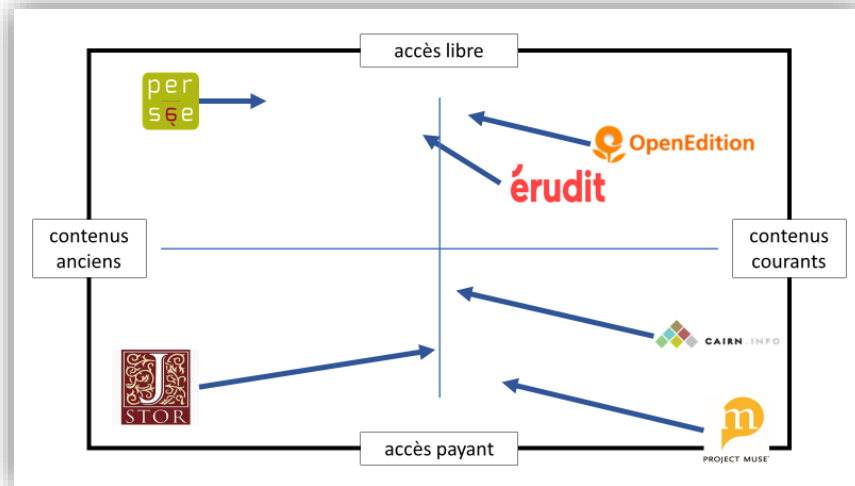 accès libre
per
sée
OpenEdition
érudit
contenus
anciens
contenus
courants
CAIRN.INFO
J
STOR
m
PROJECT MUSE
accès payant